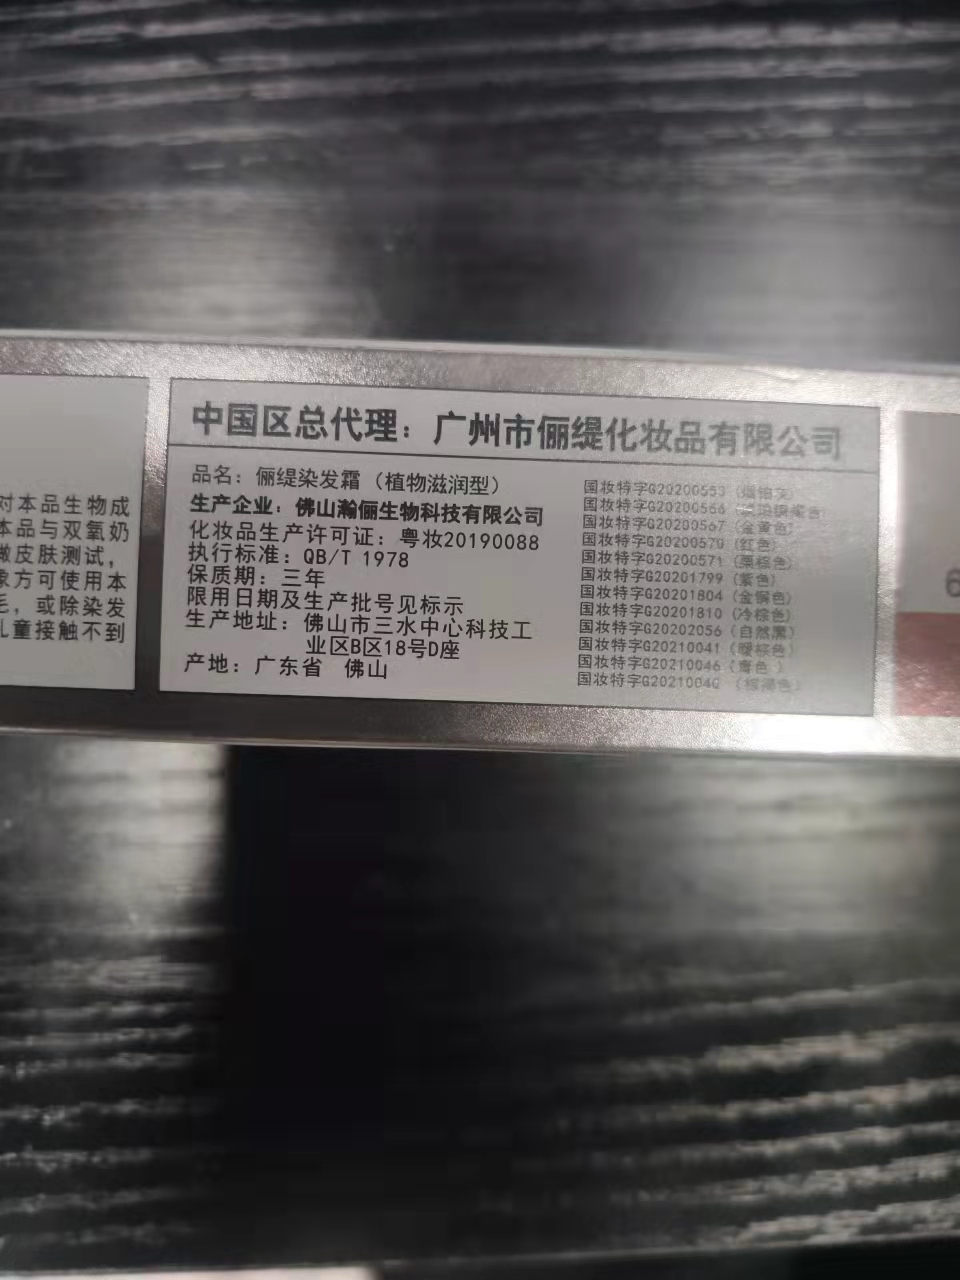 对本品生物成
本品与双氧奶
做皮肤测试，
象方可使用本
毛，或除染发
儿童接触不到
中国区总代理：广州市俪缇化妆品有限公司
品名：俪缇染发霜（植物滋润型）
生产企业：佛山瀚俪生物科技有限公司
化妆品生产许可证：粤妆20190088
执行标准：QB/T 1978
保质期：三年
限用日期及生产批号见标示
生产地址：佛山市三水中心科技工
业区B区18号D座
产地：广东省 佛山
国妆特字G20200553
国妆特字G20200566
国妆特字G20200567（金黄色）
国妆特字G20200570（红色）
国妆特字G20200571（栗棕色）
国妆特字G20201799（紫色）
国妆特字G20201804（金铜色）
国妆特字G20201810（冷棕色）
国妆特字G20202056（自然黑）
国妆特字G20210041（暖棕色）
国妆特字G20210046（青色）
国妆特字G20210040
6